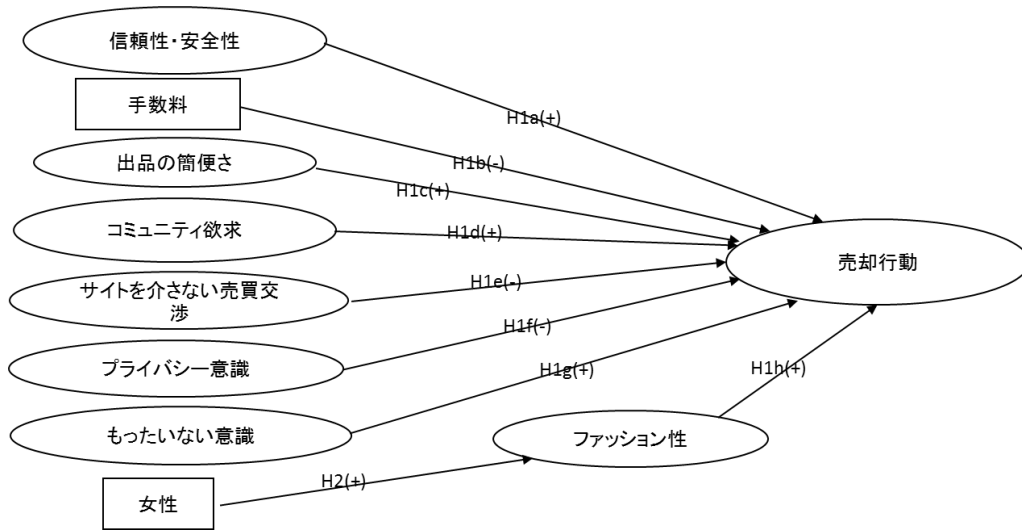 信頼性・安全性
手数料
H1a(+)
出品の簡便さ
H1b(-)
H1c(+)
コミュニティ欲求
H1d(+)
売却行動
サイトを介さない売買交
渉
H1e(-)
H1f(-)
プライバシー意識
H1g(+)
H1h(+)
もったいない意識
ファッション性
H2(+)
女性